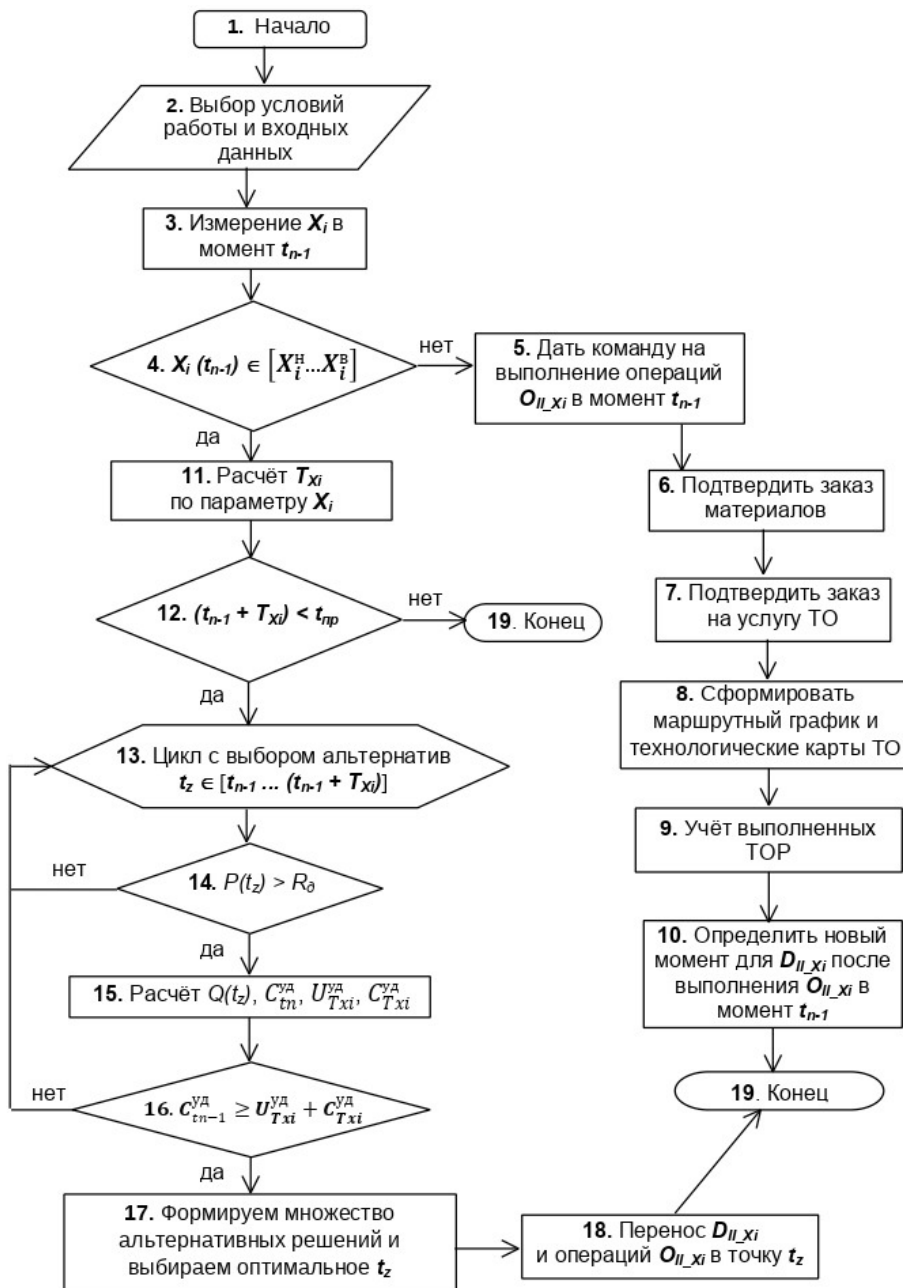 1. Начало
2. Выбор условий
работы и входных
данных
3. Измерение Xi в
момент tn-1
4. Xi (tn-1) ∈ [Xiн...Xiв]
нет
да
5. Дать команду на
выполнение операций
OII_Xi в момент tn-1
11. Расчёт TXi
по параметру Xi
6. Подтвердить заказ
материалов
12. (tn-1 + TXi) < tпр
нет
да
19. Конец
7. Подтвердить заказ
на услугу ТО
8. Сформировать
маршрутный график и
технологические карты ТО
13. Цикл с выбором альтернатив
tz ∈ [tn-1 ... (tn-1 + TXi)]
9. Учёт выполненных
ТОР
нет
14. P(tz) > Rд
да
10. Определить новый
момент для DII_Xi после
выполнения OII_Xi в
момент tn-1
15. Расчёт Q(tz), Ctnуд, UTxiуд, CTxiуд
нет
16. Ctn−1уд ≥ UTxiуд + CTxiуд
да
19. Конец
17. Формируем множество
альтернативных решений и
выбираем оптимальное tz
18. Перенос DII_Xi
и операций OII_Xi в точку tz